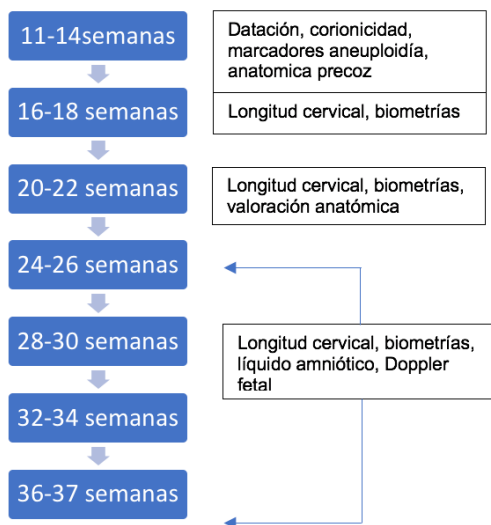 11-14semanas
Datación, corionicidad,
marcadores aneuploidía,
anatomica precoz
16-18 semanas
Longitud cervical, biometrías
20-22 semanas
Longitud cervical, biometrías,
valoración anatómica
24-26 semanas
28-30 semanas
Longitud cervical, biometrías,
líquido amniótico, Doppler
fetal
32-34 semanas
36-37 semanas